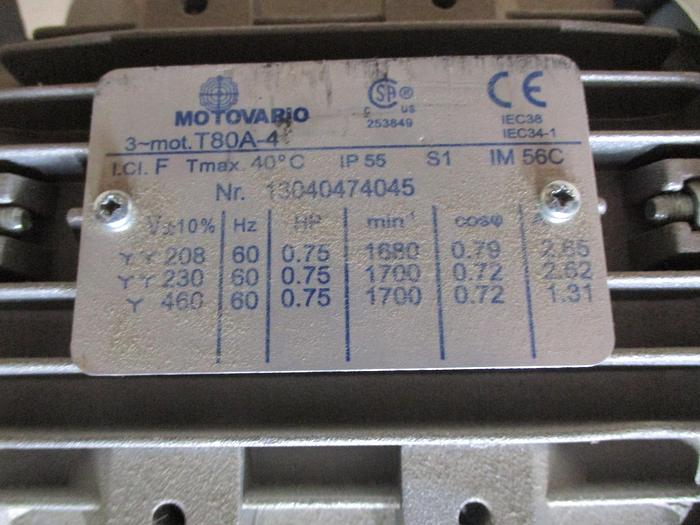 MOTOVARIO
SA ® C US
253849
CE
IEC38
IEC34-1
3~mot. T80A-4
I.Cl. F Tmax. 40°C IP 55 S1 IM 56C
Nr. 13040474045
V±10% Hz HP min⁻¹ cosφ
YY 208 60 0.75 1680 0.79 2.65
YY 230 60 0.75 1700 0.72 2.62
Y 460 60 0.75 1700 0.72 1.31